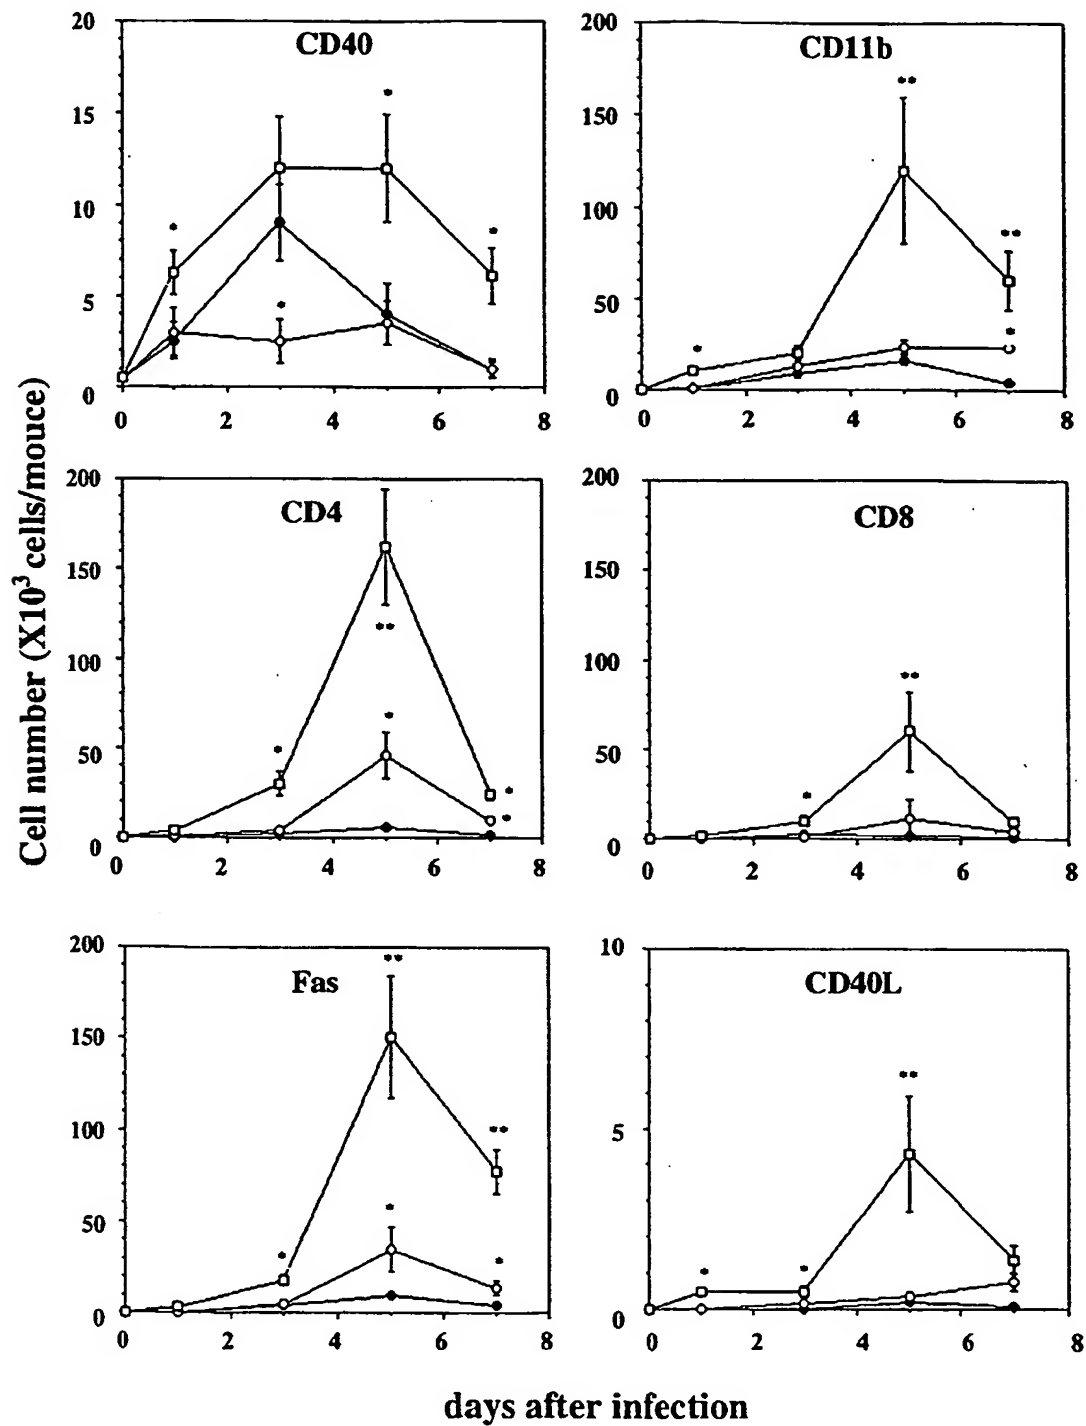 CD40
20
15
10
5
0
0 2 4 6 8
* * * *
CD11b
200
150
100
50
0
0 2 4 6 8
* ** ** *
CD4
200
150
100
50
0
0 2 4 6 8
* ** * * *
CD8
200
150
100
50
0
0 2 4 6 8
* **
Fas
200
150
100
50
0
0 2 4 6 8
* ** * ** *
CD40L
10
5
0
0 2 4 6 8
* * **
Cell number (X10³ cells/mouce)
days after infection